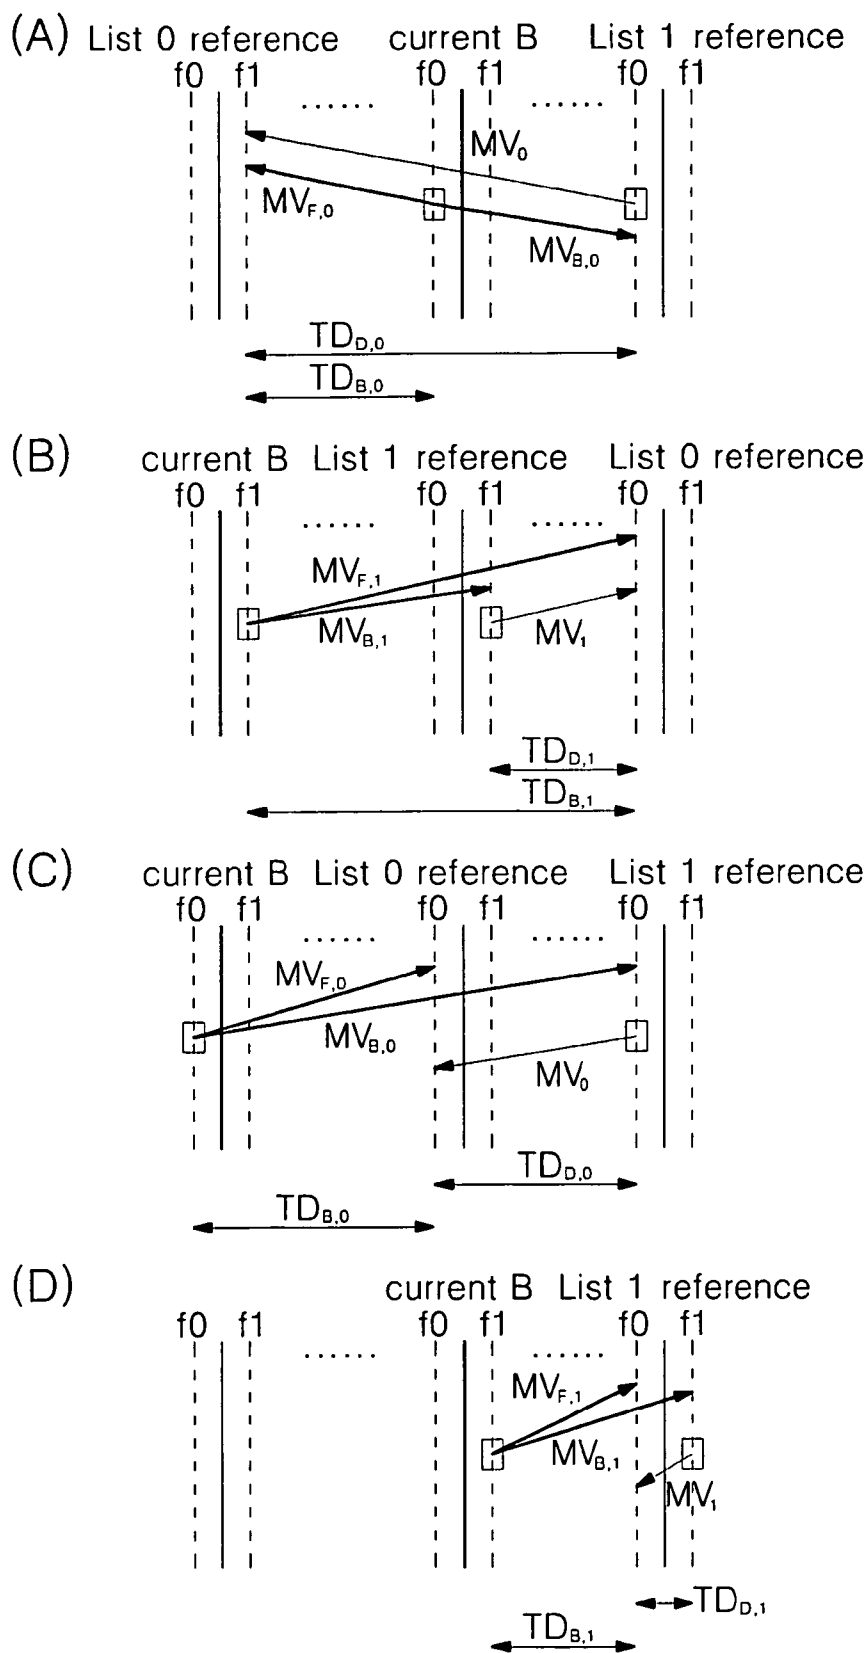 (A)
List 0 reference current B List 1 reference
f0 f1 ...... f0 f1 ...... f0 f1
MV0
MVF,0
MVB,0
TDD,0
TDB,0
(B)
current B List 1 reference List 0 reference
f0 f1 ...... f0 f1 ...... f0 f1
MVF,1
MVB,1 MV1
TDD,1
TDB,1
(C)
current B List 0 reference List 1 reference
f0 f1 ...... f0 f1 ...... f0 f1
MVF,0
MVB,0
MV0
TDD,0
TDB,0
(D)
current B List 1 reference
f0 f1 ...... f0 f1 ...... f0 f1
MVF,1
MVB,1
MV1
TDD,1
TDB,1